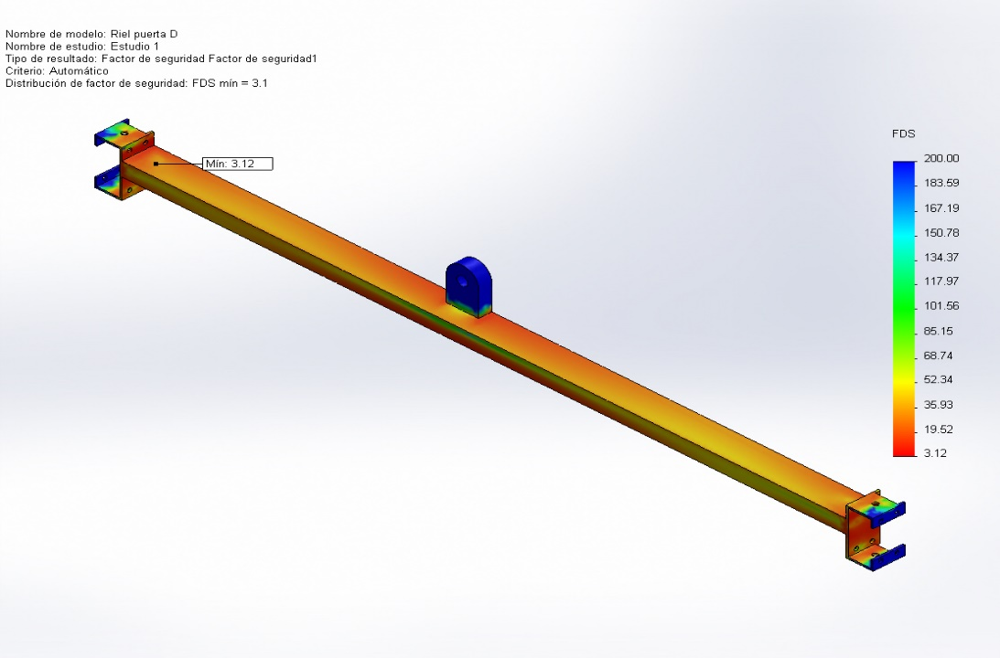 Nombre de modelo: Riel puerta D
Nombre de estudio: Estudio 1
Tipo de resultado: Factor de seguridad Factor de seguridad1
Criterio: Automático
Distribución de factor de seguridad: FDS mín = 3.1
Mín: 3.12
FDS
200.00
183.59
167.19
150.78
134.37
117.97
101.56
85.15
68.74
52.34
35.93
19.52
3.12